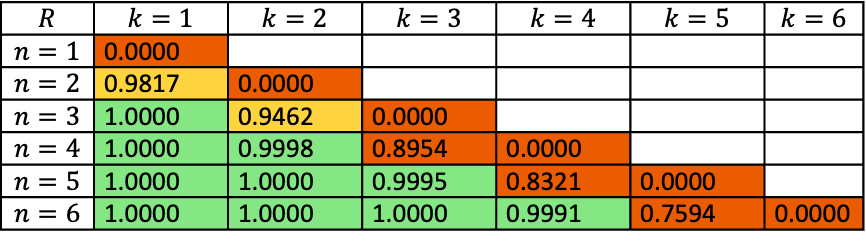 R k = 1 k = 2 k = 3 k = 4 k = 5 k = 6
n = 1 0.0000
n = 2 0.9817 0.0000
n = 3 1.0000 0.9462 0.0000
n = 4 1.0000 0.9998 0.8954 0.0000
n = 5 1.0000 1.0000 0.9995 0.8321 0.0000
n = 6 1.0000 1.0000 1.0000 0.9991 0.7594 0.0000